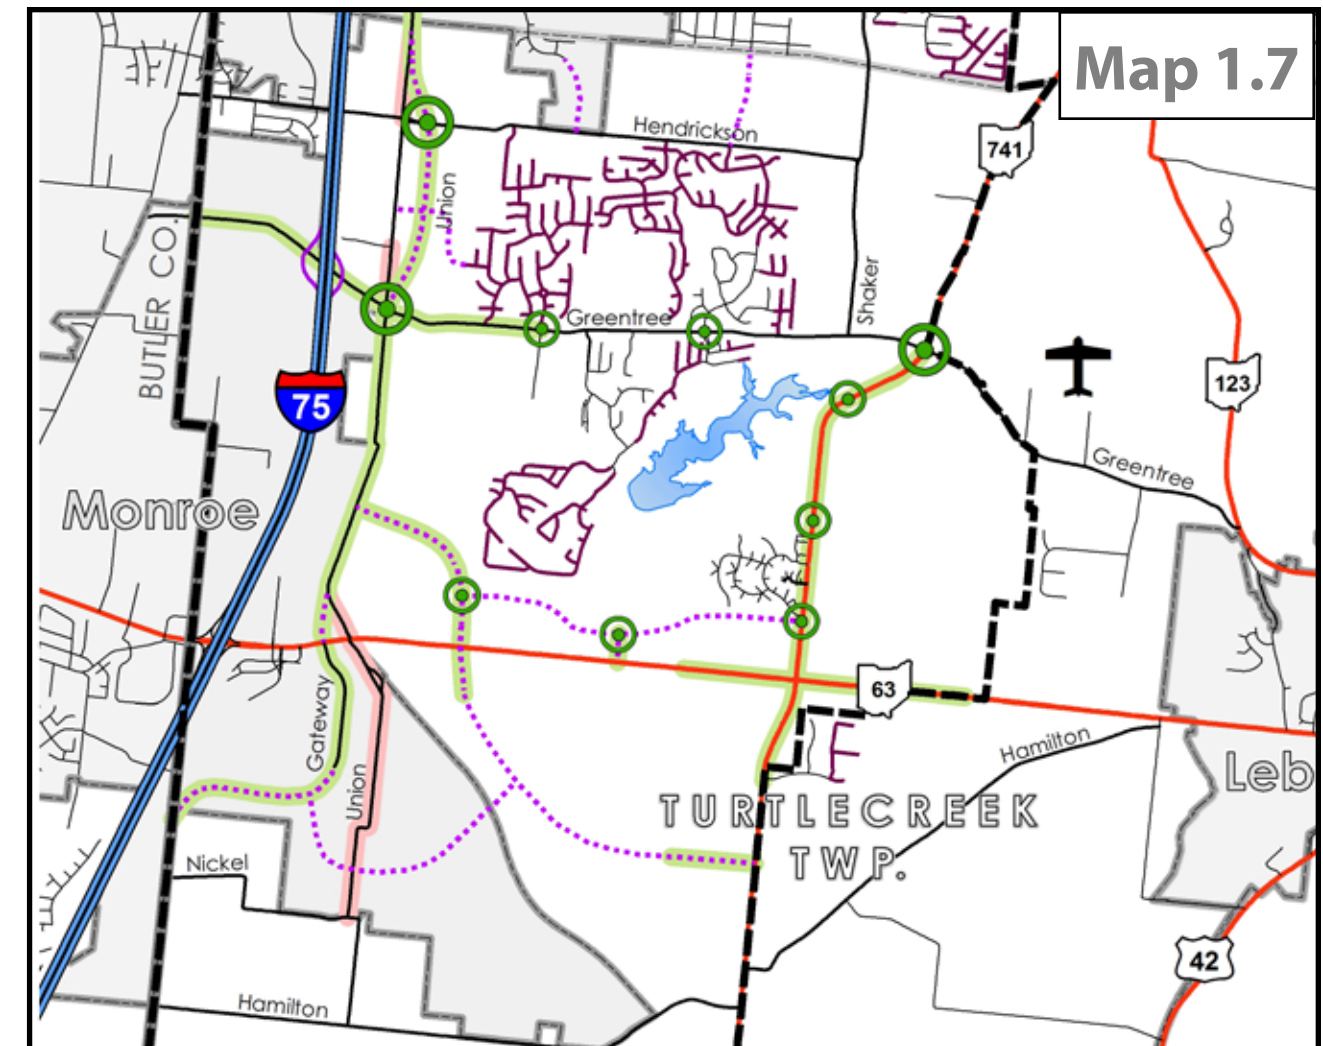 Map 1.7
Hendrickson
741
Union
BUTLER CO.
Shaker
Greentree
123
75
Greentree
Monroe
63
Gateway
Hamilton
Union
Leb
TURTLECREEK
TWP.
Nickel
42
Hamilton